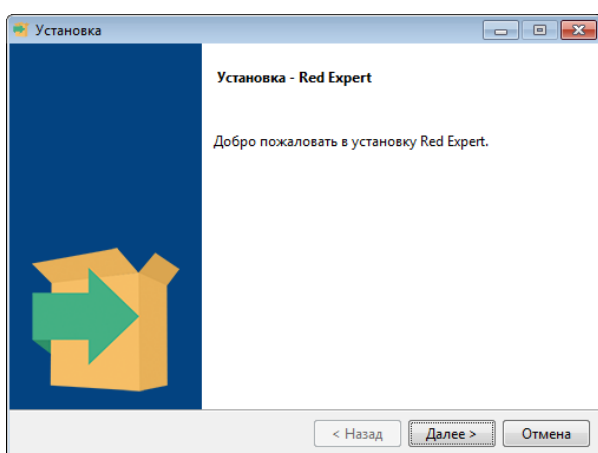 Установка
Установка - Red Expert
Добро пожаловать в установку Red Expert.
< Назад
Далее >
Отмена